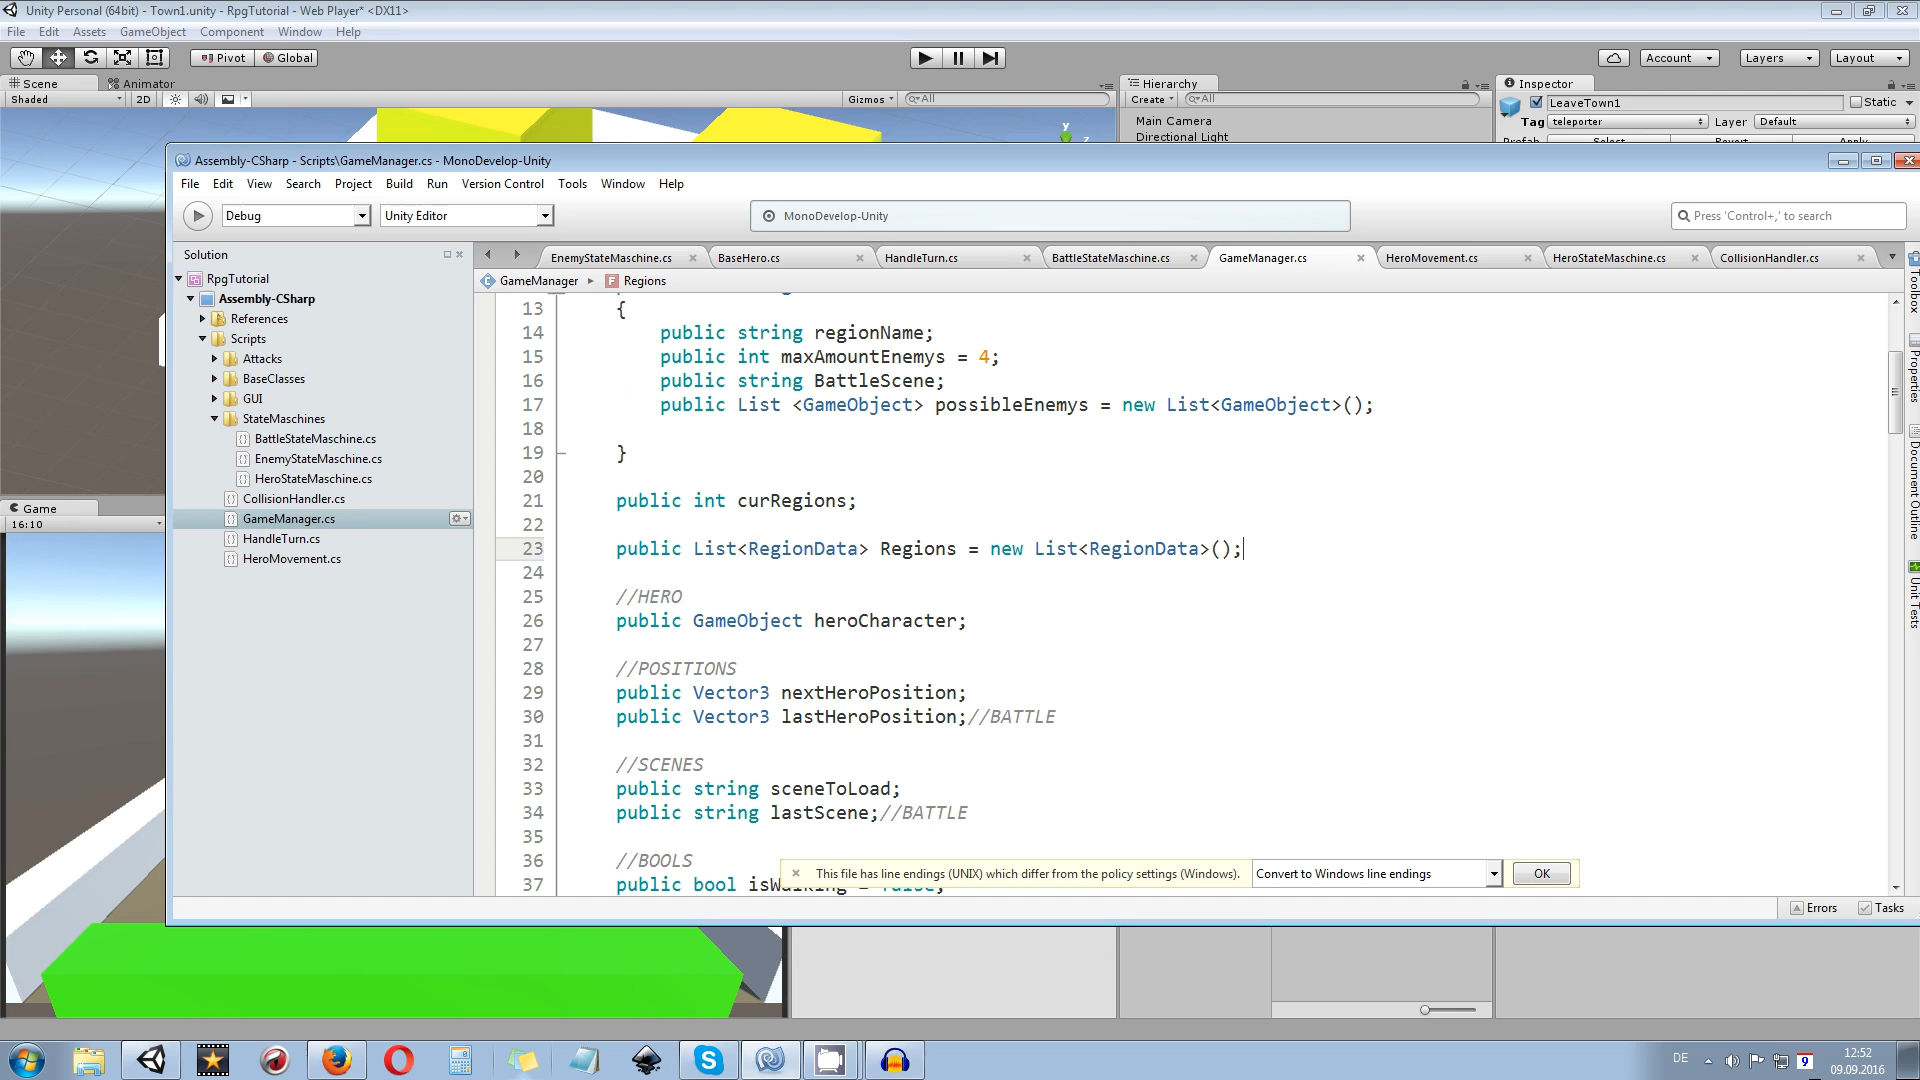 Unity Personal (64bit) - Town1.unity - RpgTutorial - Web Player* <DX11>
File Edit Assets GameObject Component Window Help
Pivot Global Account Layers Layout
Scene Animator
Shaded 2D Gizmos All
Hierarchy
Create All
Main Camera
Directional Light
Inspector
LeaveTown1 Static
Tag teleporter Layer Default
Prefab Select Revert Apply
y
z
Assembly-CSharp - Scripts\GameManager.cs - MonoDevelop-Unity
File Edit View Search Project Build Run Version Control Tools Window Help
Debug Unity Editor MonoDevelop-Unity Press 'Control+,' to search
Solution
RpgTutorial
Assembly-CSharp
References
Scripts
Attacks
BaseClasses
GUI
StateMaschines
BattleStateMaschine.cs
EnemyStateMaschine.cs
HeroStateMaschine.cs
CollisionHandler.cs
GameManager.cs
HandleTurn.cs
HeroMovement.cs
EnemyStateMaschine.cs BaseHero.cs HandleTurn.cs BattleStateMaschine.cs GameManager.cs HeroMovement.cs HeroStateMaschine.cs CollisionHandler.cs
GameManager Regions
13 {
14 public string regionName;
15 public int maxAmountEnemys = 4;
16 public string BattleScene;
17 public List <GameObject> possibleEnemys = new List<GameObject>();
18
19 }
20
21 public int curRegions;
22
23 public List<RegionData> Regions = new List<RegionData>();
24
25 //HERO
26 public GameObject heroCharacter;
27
28 //POSITIONS
29 public Vector3 nextHeroPosition;
30 public Vector3 lastHeroPosition;//BATTLE
31
32 //SCENES
33 public string sceneToLoad;
34 public string lastScene;//BATTLE
35
36 //BOOLS
37 public bool isWalking = false;
This file has line endings (UNIX) which differ from the policy settings (Windows). Convert to Windows line endings OK
Errors Tasks
Toolbox
Properties
Document Outline
Unit Tests
Game
16:10
DE 9 12:52
09.09.2016